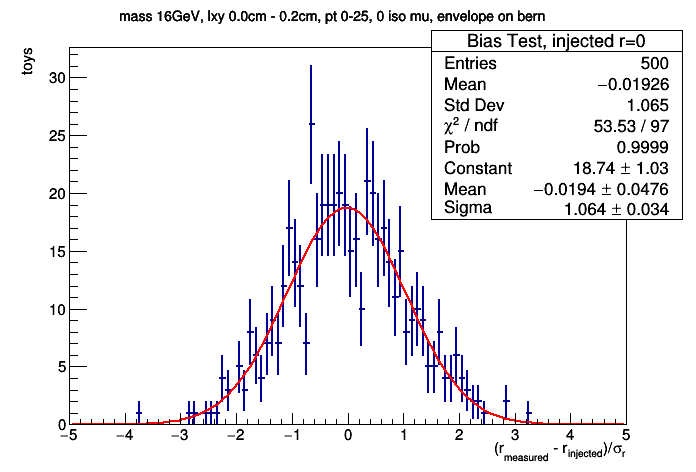 mass 16GeV, lxy 0.0cm - 0.2cm, pt 0-25, 0 iso mu, envelope on bern
Bias Test, injected r=0
Entries 500
Mean −0.01926
Std Dev 1.065
χ² / ndf 53.53 / 97
Prob 0.9999
Constant 18.74 ± 1.03
Mean −0.0194 ± 0.0476
Sigma 1.064 ± 0.034
toys
30
25
20
15
10
5
0
−5 −4 −3 −2 −1 0 1 2 3 4 5
(r_measured - r_injected)/σ_r